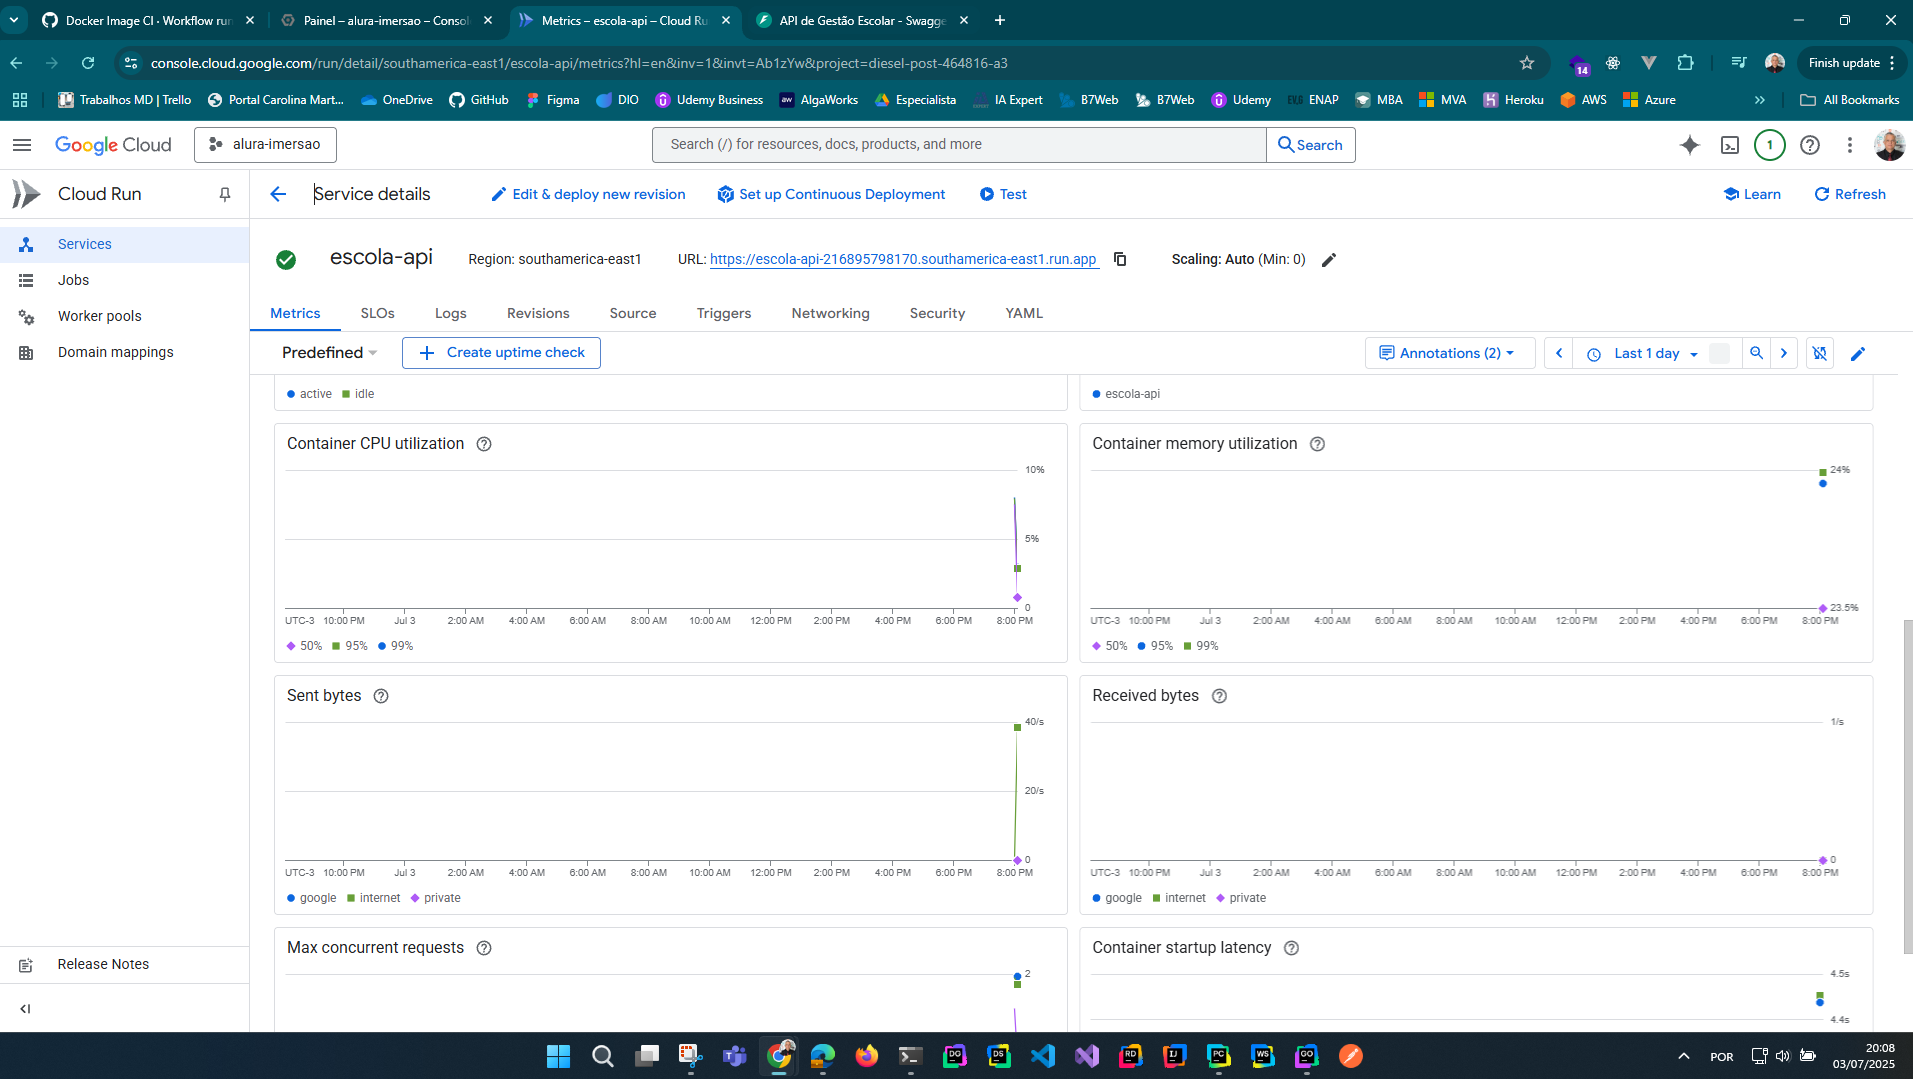 Docker Image CI · Workflow run
Painel – alura-imersao – Conso
Metrics – escola-api – Cloud Ru
API de Gestão Escolar - Swagge
console.cloud.google.com/run/detail/southamerica-east1/escola-api/metrics?hl=en&inv=1&invt=Ab1zYw&project=diesel-post-464816-a3
14
Finish update
Trabalhos MD | Trello
Portal Carolina Mart...
OneDrive
GitHub
Figma
DIO
Udemy Business
AlgaWorks
Especialista
IA Expert
B7Web
B7Web
Udemy
ENAP
MBA
MVA
Heroku
AWS
Azure
All Bookmarks
Google Cloud
alura-imersao
Search (/) for resources, docs, products, and more
Search
1
Cloud Run
Service details
Edit & deploy new revision
Set up Continuous Deployment
Test
Learn
Refresh
Services
Jobs
Worker pools
Domain mappings
Release Notes
escola-api
Region: southamerica-east1
URL: https://escola-api-216895798170.southamerica-east1.run.app
Scaling: Auto (Min: 0)
Metrics
SLOs
Logs
Revisions
Source
Triggers
Networking
Security
YAML
Predefined
Create uptime check
Annotations (2)
Last 1 day
active idle
escola-api
Container CPU utilization
10%
5%
0
UTC-3 10:00 PM Jul 3 2:00 AM 4:00 AM 6:00 AM 8:00 AM 10:00 AM 12:00 PM 2:00 PM 4:00 PM 6:00 PM 8:00 PM
50% 95% 99%
Container memory utilization
24%
23.5%
UTC-3 10:00 PM Jul 3 2:00 AM 4:00 AM 6:00 AM 8:00 AM 10:00 AM 12:00 PM 2:00 PM 4:00 PM 6:00 PM 8:00 PM
50% 95% 99%
Sent bytes
40/s
20/s
0
UTC-3 10:00 PM Jul 3 2:00 AM 4:00 AM 6:00 AM 8:00 AM 10:00 AM 12:00 PM 2:00 PM 4:00 PM 6:00 PM 8:00 PM
google internet private
Received bytes
1/s
0
UTC-3 10:00 PM Jul 3 2:00 AM 4:00 AM 6:00 AM 8:00 AM 10:00 AM 12:00 PM 2:00 PM 4:00 PM 6:00 PM 8:00 PM
google internet private
Max concurrent requests
2
Container startup latency
4.5s
4.4s
DG
DS
RD
IJ
PC
WS
GO
POR
20:08
03/07/2025